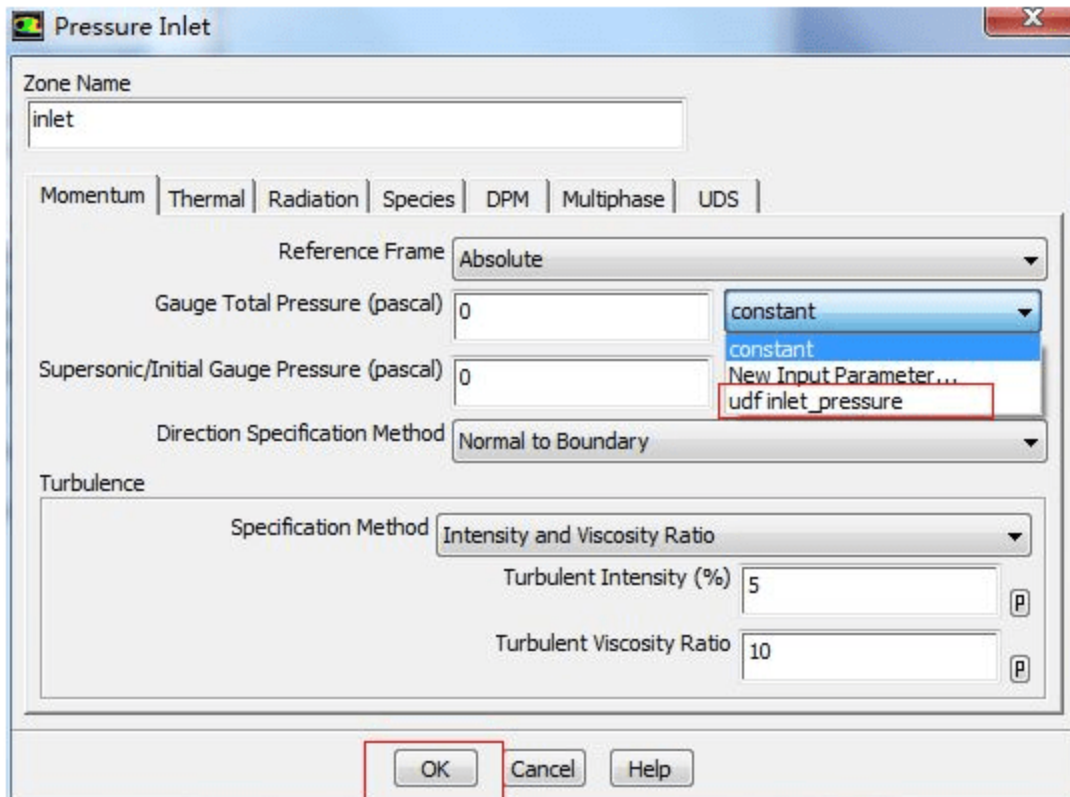 Pressure Inlet
X
Zone Name
inlet
Momentum Thermal Radiation Species DPM Multiphase UDS
Reference Frame Absolute
Gauge Total Pressure (pascal) 0 constant
constant
Supersonic/Initial Gauge Pressure (pascal) 0 New Input Parameter...
udf inlet_pressure
Direction Specification Method Normal to Boundary
Turbulence
Specification Method Intensity and Viscosity Ratio
Turbulent Intensity (%) 5 P
Turbulent Viscosity Ratio 10 P
OK Cancel Help